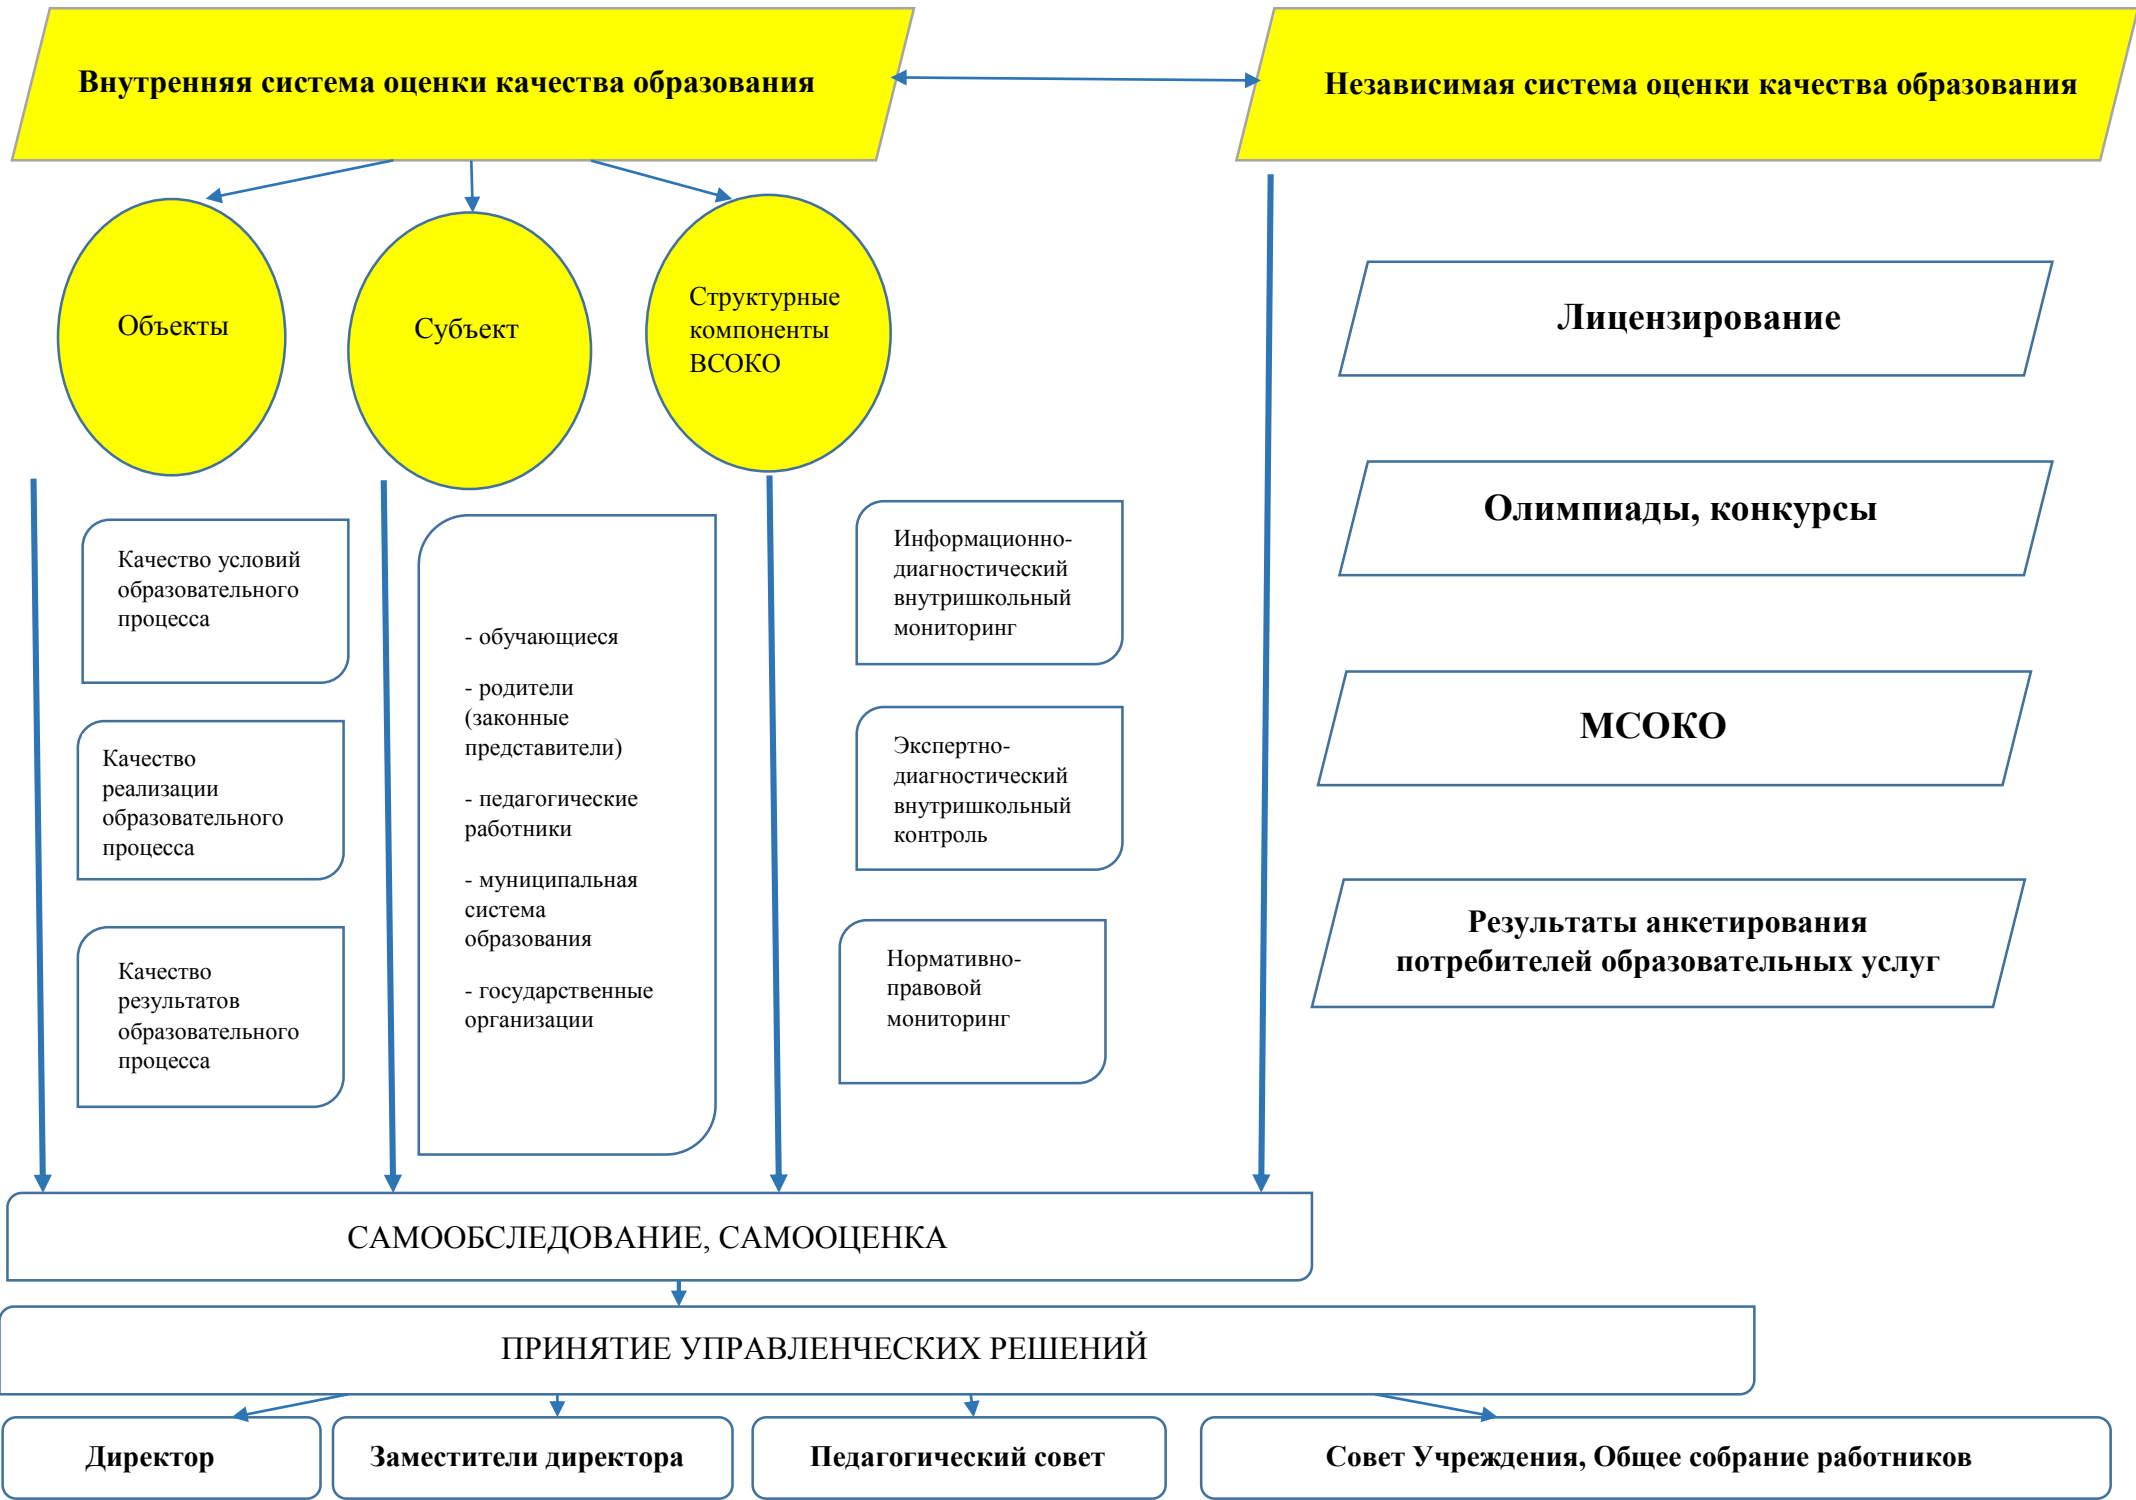 Внутренняя система оценки качества образования
Независимая система оценки качества образования
Объекты
Субъект
Структурные
компоненты
ВСОКО
Качество условий
образовательного
процесса
Качество
реализации
образовательного
процесса
Качество
результатов
образовательного
процесса
- обучающиеся
- родители
(законные
представители)
- педагогические
работники
- муниципальная
система
образования
- государственные
организации
Информационно-
диагностический
внутришкольный
мониторинг
Экспертно-
диагностический
внутришкольный
контроль
Нормативно-
правовой
мониторинг
Лицензирование
Олимпиады, конкурсы
МСОКО
Результаты анкетирования
потребителей образовательных услуг
САМООБСЛЕДОВАНИЕ, САМООЦЕНКА
ПРИНЯТИЕ УПРАВЛЕНЧЕСКИХ РЕШЕНИЙ
Директор
Заместители директора
Педагогический совет
Совет Учреждения, Общее собрание работников